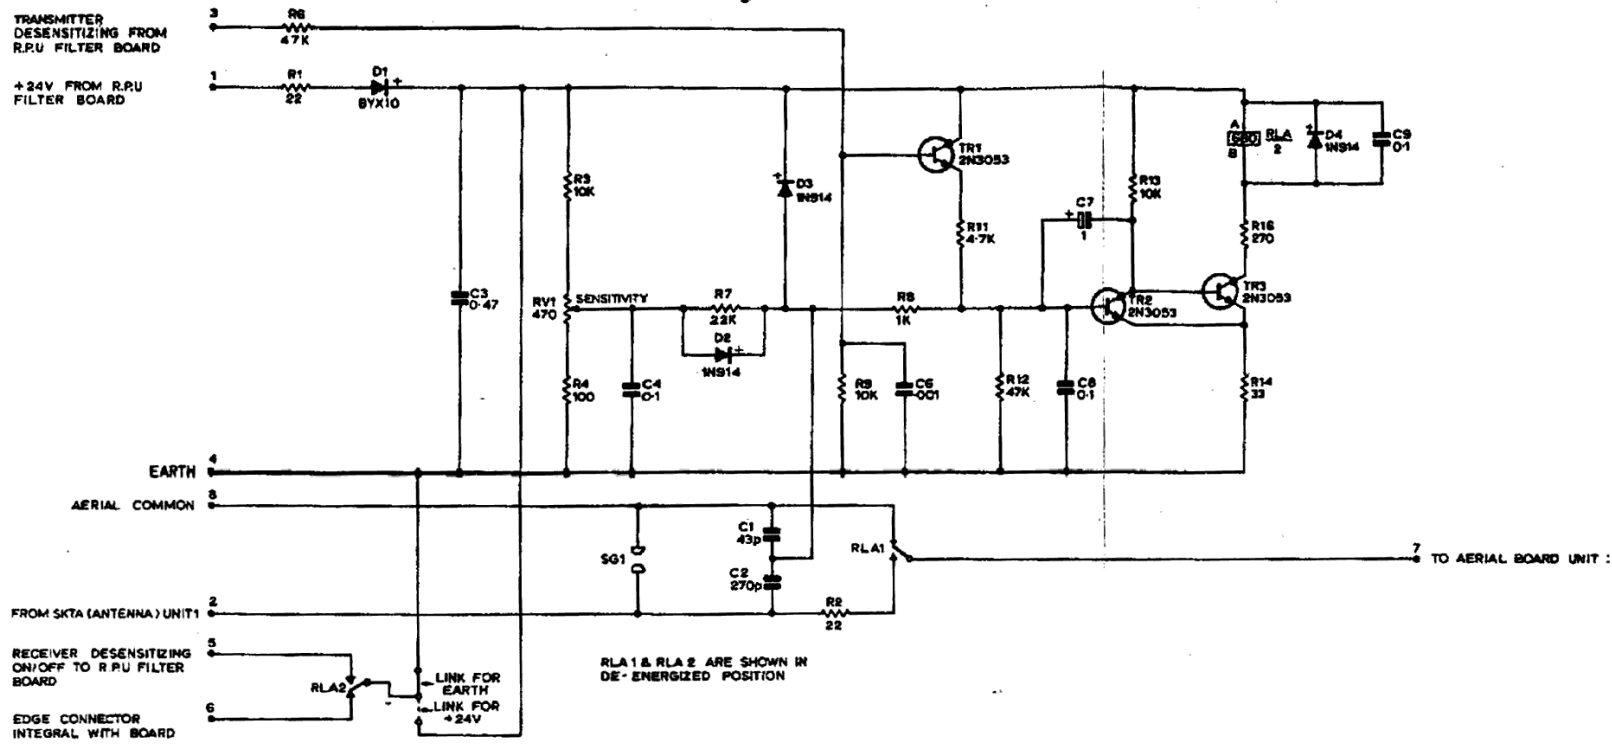 TRANSMITTER
DESENSITIZING FROM
R.P.U FILTER BOARD
3
R6
47K
+24V FROM R.P.U
FILTER BOARD
1
R1
22
D1
+
BYX10
C3
0·47
R3
10K
RV1
470
SENSITIVITY
R4
100
C4
0·1
R7
22K
D2
+
1N914
+
D3
1N914
TR1
2N3053
R11
4·7K
R8
1K
R9
10K
C6
·001
R12
47K
C8
0·1
C7
+
1
R13
10K
TR2
2N3053
TR3
2N3053
A
B
RLA
2
+
D4
1N914
C9
0·1
R16
270
R14
33
EARTH
4
AERIAL COMMON
8
SG1
C1
43p
C2
270p
R2
22
RLA1
7
TO AERIAL BOARD UNIT :
FROM SKTA (ANTENNA) UNIT1
2
RECEIVER DESENSITIZING
ON/OFF TO R.P.U FILTER
BOARD
5
RLA2
EDGE CONNECTOR
INTEGRAL WITH BOARD
6
LINK FOR
EARTH
LINK FOR
+24V
RLA 1 & RLA 2 ARE SHOWN IN
DE-ENERGIZED POSITION